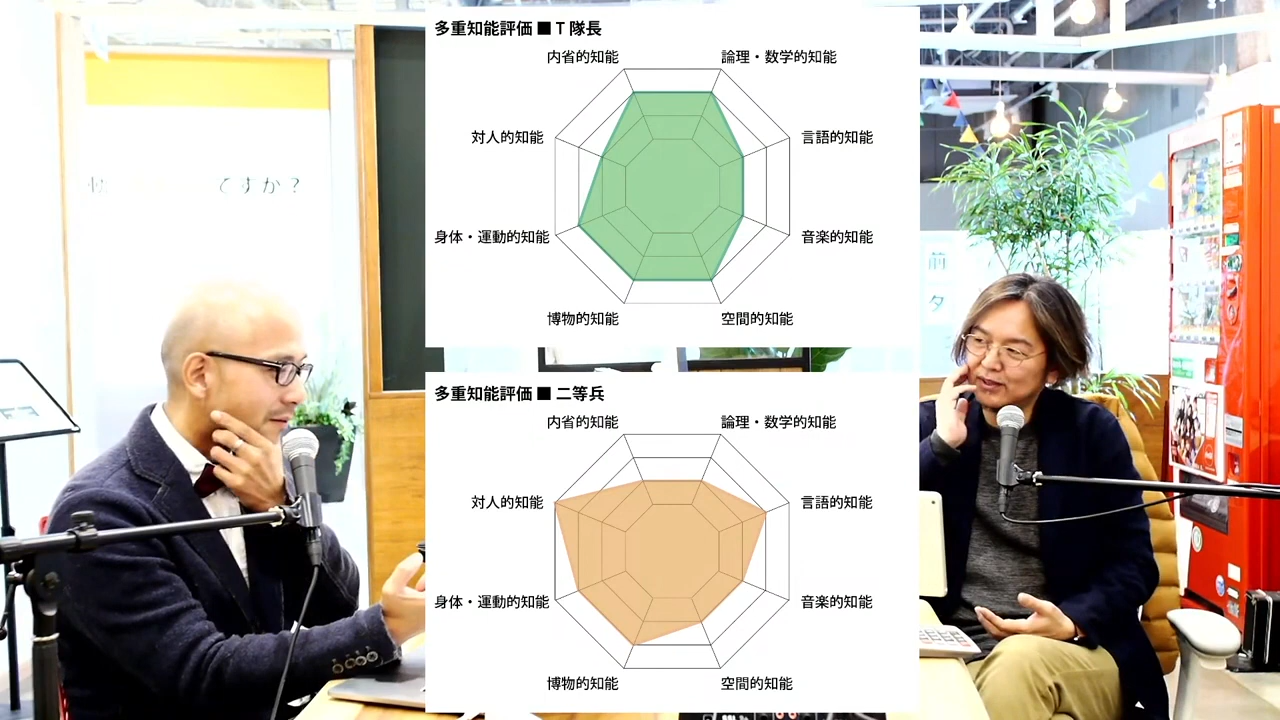 多重知能評価 ■ T 隊長
内省的知能
論理・数学的知能
対人的知能
言語的知能
身体・運動的知能
音楽的知能
博物的知能
空間的知能
ですか？
多重知能評価 ■ 二等兵
内省的知能
論理・数学的知能
対人的知能
言語的知能
身体・運動的知能
音楽的知能
博物的知能
空間的知能